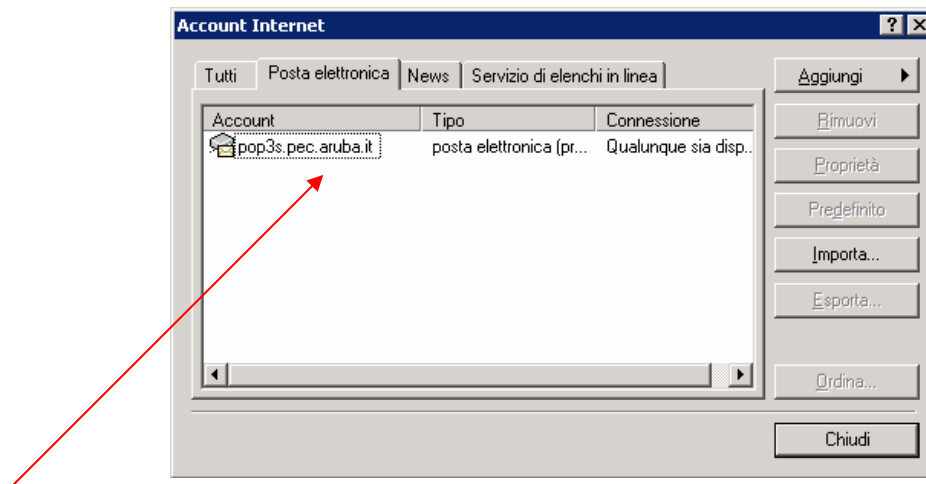 Account Internet
Tutti Posta elettronica News Servizio di elenchi in linea
Account Tipo Connessione
pop3s.pec.aruba.it posta elettronica (pr... Qualunque sia disp..
Aggiungi
Rimuovi
Proprietà
Predefinito
Importa...
Esporta...
Ordina...
Chiudi